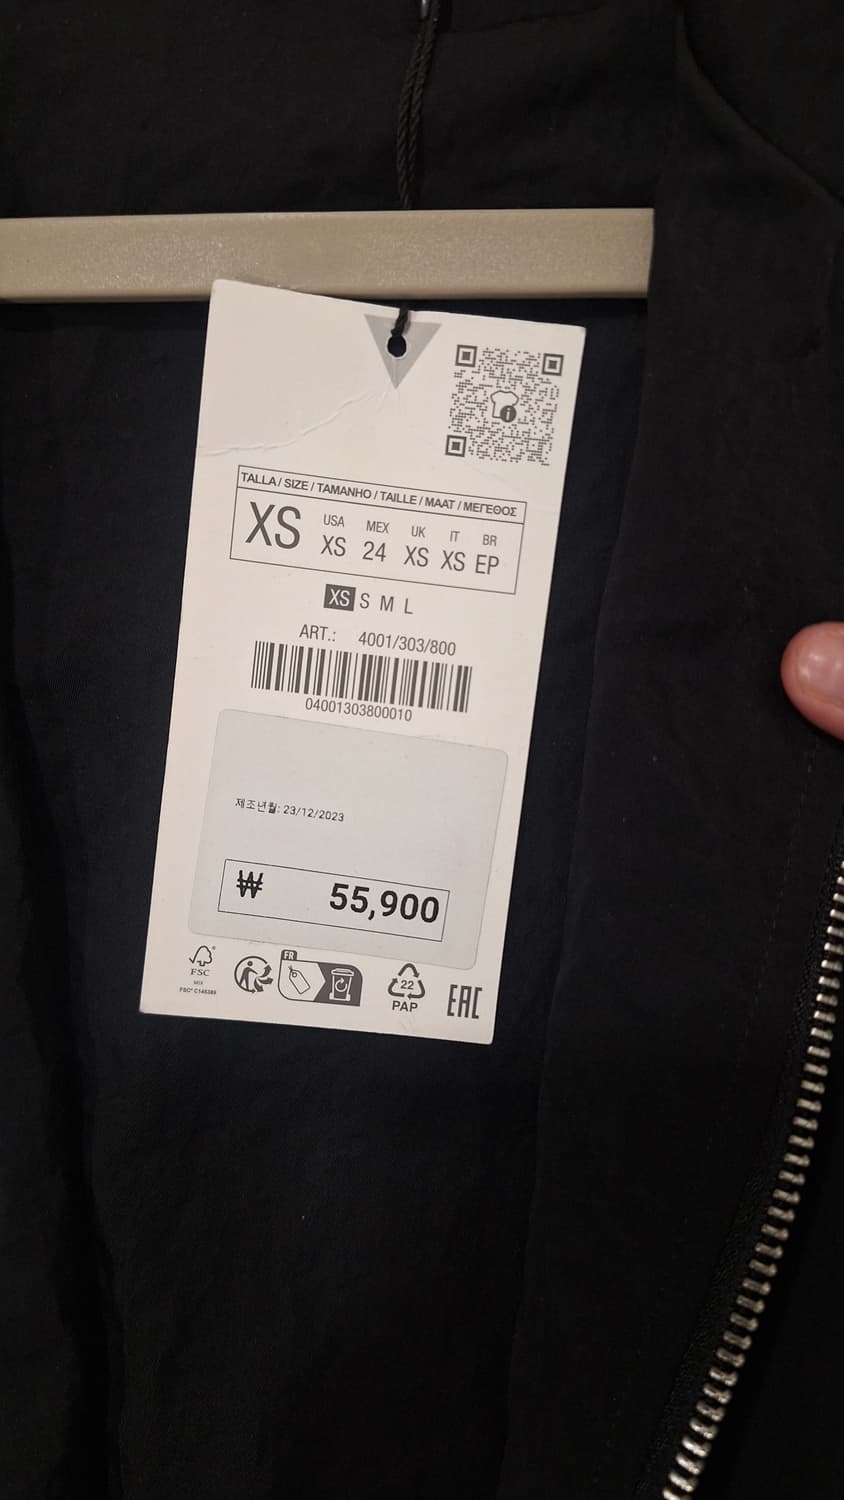 TALLA / SIZE / TAMANHO / TAILLE / MAAT / ΜΕΓΕΘΟΣ
XS USA XS MEX 24 UK XS IT XS BR EP
XS S M L
ART.: 4001/303/800
04001303800010
제조년월: 23/12/2023
₩ 55,900
FSC
MIX
FSC® C148389
FR
22
PAP
EAC